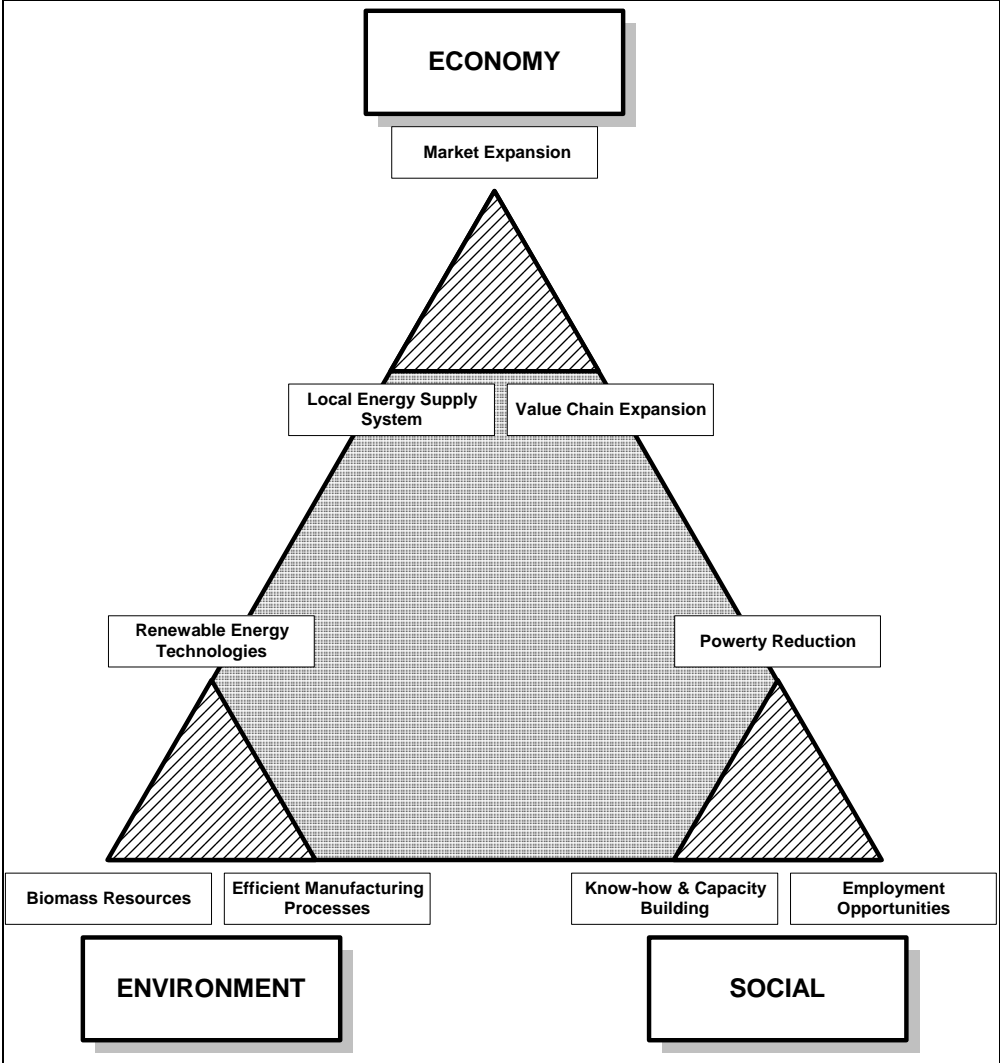 ECONOMY
Market Expansion
Local Energy Supply
System
Value Chain Expansion
Renewable Energy
Technologies
Powerty Reduction
Biomass Resources
Efficient Manufacturing
Processes
Know-how & Capacity
Building
Employment
Opportunities
ENVIRONMENT
SOCIAL